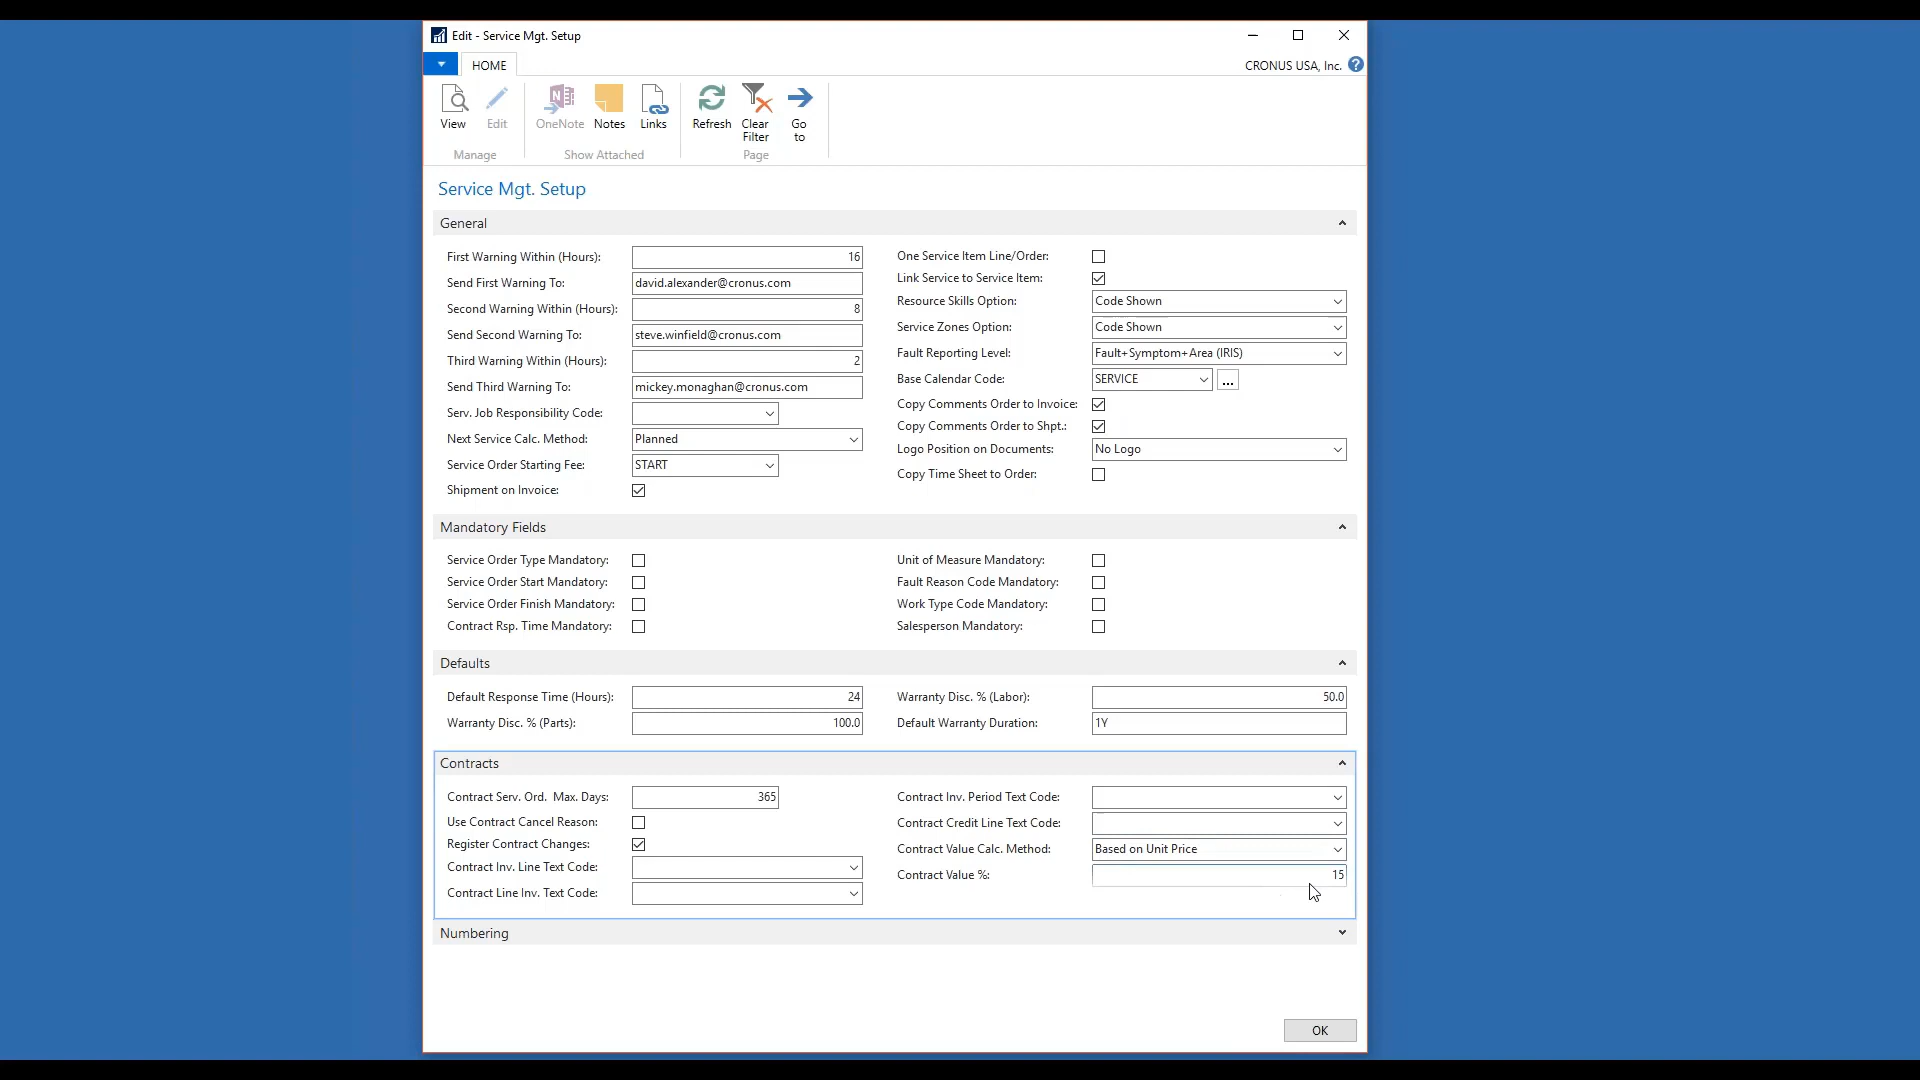 Edit - Service Mgt. Setup
HOME
CRONUS USA, Inc. ?
View
Edit
OneNote
Notes
Links
Refresh
Clear
Filter
Go
to
Manage
Show Attached
Page
Service Mgt. Setup
General
First Warning Within (Hours): 16
Send First Warning To: david.alexander@cronus.com
Second Warning Within (Hours): 8
Send Second Warning To: steve.winfield@cronus.com
Third Warning Within (Hours): 2
Send Third Warning To: mickey.monaghan@cronus.com
Serv. Job Responsibility Code:
Next Service Calc. Method: Planned
Service Order Starting Fee: START
Shipment on Invoice:
One Service Item Line/Order:
Link Service to Service Item:
Resource Skills Option: Code Shown
Service Zones Option: Code Shown
Fault Reporting Level: Fault+Symptom+Area (IRIS)
Base Calendar Code: SERVICE ...
Copy Comments Order to Invoice:
Copy Comments Order to Shpt.:
Logo Position on Documents: No Logo
Copy Time Sheet to Order:
Mandatory Fields
Service Order Type Mandatory:
Service Order Start Mandatory:
Service Order Finish Mandatory:
Contract Rsp. Time Mandatory:
Unit of Measure Mandatory:
Fault Reason Code Mandatory:
Work Type Code Mandatory:
Salesperson Mandatory:
Defaults
Default Response Time (Hours): 24
Warranty Disc. % (Parts): 100.0
Warranty Disc. % (Labor): 50.0
Default Warranty Duration: 1Y
Contracts
Contract Serv. Ord. Max. Days: 365
Use Contract Cancel Reason:
Register Contract Changes:
Contract Inv. Line Text Code:
Contract Line Inv. Text Code:
Contract Inv. Period Text Code:
Contract Credit Line Text Code:
Contract Value Calc. Method: Based on Unit Price
Contract Value %: 15
Numbering
OK